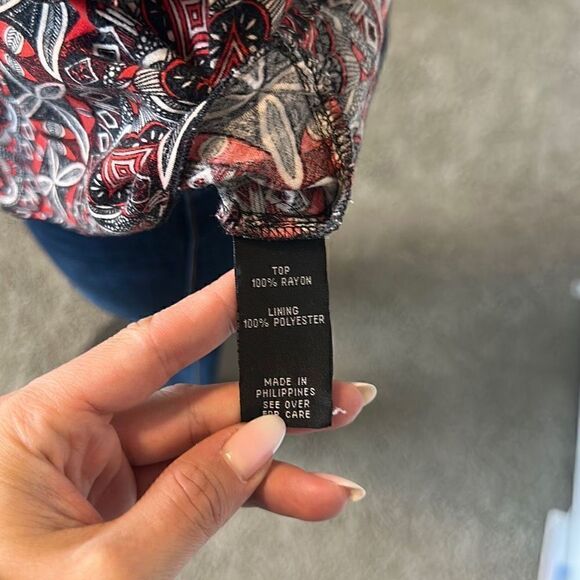 TOP
100% RAYON
LINING
100% POLYESTER
MADE IN
PHILIPPINES
SEE OVER
FOR CARE